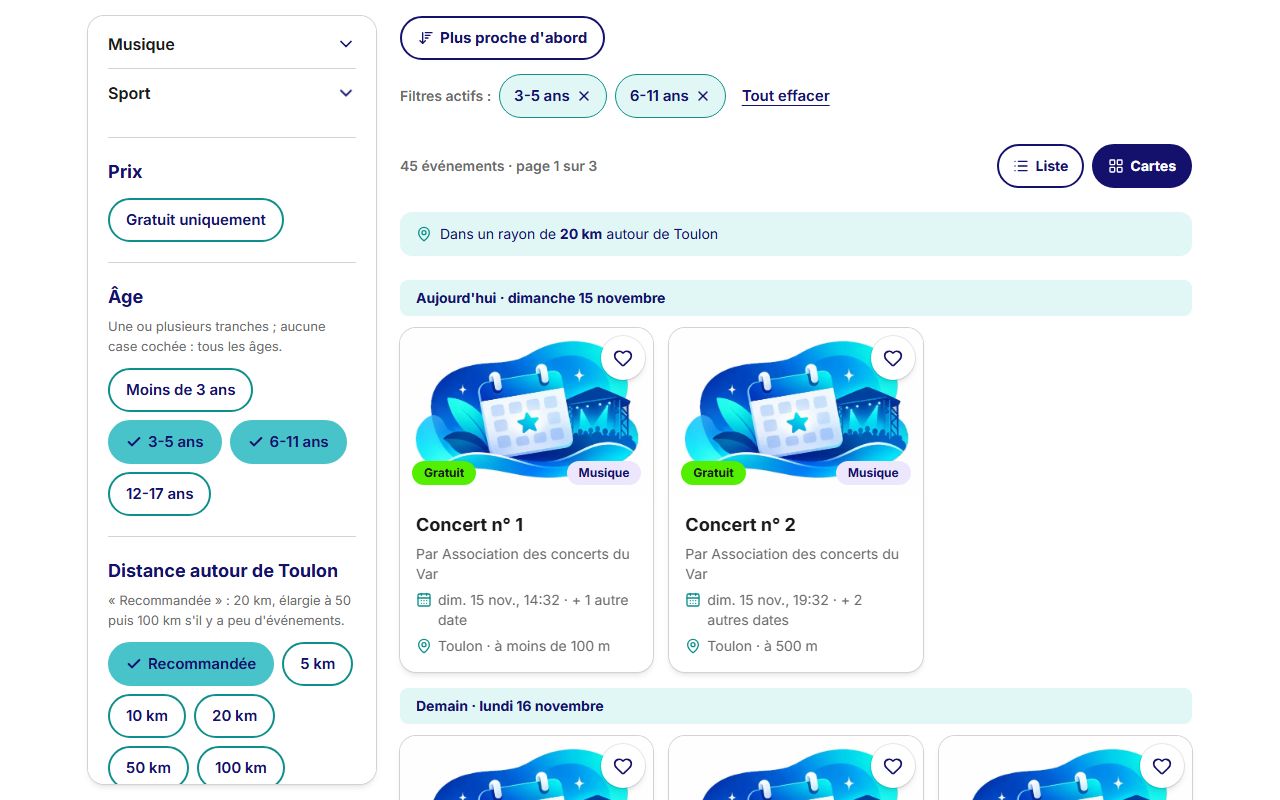 Musique
Sport
Prix
Gratuit uniquement
Âge
Une ou plusieurs tranches ; aucune
case cochée : tous les âges.
Moins de 3 ans
3-5 ans
6-11 ans
12-17 ans
Distance autour de Toulon
« Recommandée » : 20 km, élargie à 50
puis 100 km s'il y a peu d'événements.
Recommandée
5 km
10 km
20 km
50 km
100 km
Plus proche d'abord
Filtres actifs :
3-5 ans
6-11 ans
Tout effacer
45 événements · page 1 sur 3
Liste
Cartes
Dans un rayon de 20 km autour de Toulon
Aujourd'hui · dimanche 15 novembre
Gratuit
Musique
Concert n° 1
Par Association des concerts du
Var
dim. 15 nov., 14:32 · + 1 autre
date
Toulon · à moins de 100 m
Gratuit
Musique
Concert n° 2
Par Association des concerts du
Var
dim. 15 nov., 19:32 · + 2
autres dates
Toulon · à 500 m
Demain · lundi 16 novembre